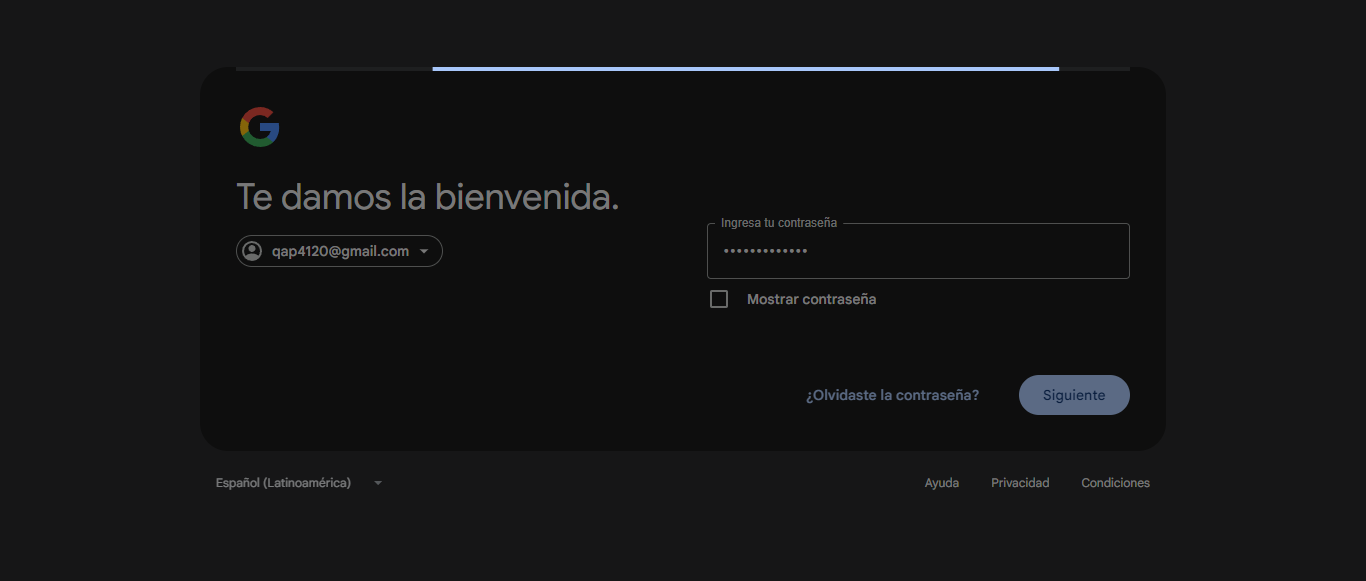 Te damos la bienvenida.
qap4120@gmail.com
Ingresa tu contraseña
•••••••••••••
Mostrar contraseña
¿Olvidaste la contraseña?
Siguiente
Español (Latinoamérica)
Ayuda
Privacidad
Condiciones